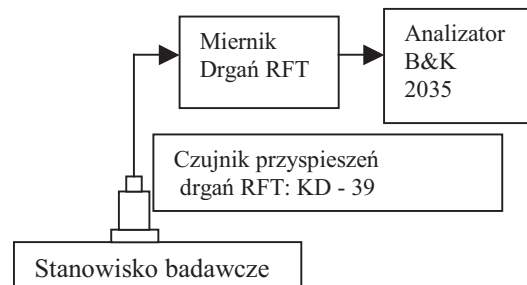 Miernik
Drgań RFT
Analizator
B&K
2035
Czujnik przyspieszeń
drgań RFT: KD - 39
Stanowisko badawcze